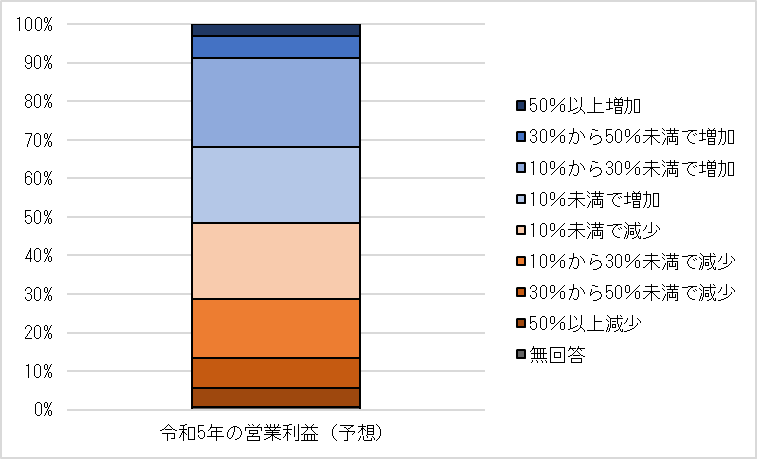 100%
90%
80%
70%
60%
50%
40%
30%
20%
10%
0%
令和5年の営業利益（予想）
50％以上増加
30％から50％未満で増加
10％から30％未満で増加
10％未満で増加
10％未満で減少
10％から30％未満で減少
30％から50％未満で減少
50％以上減少
無回答